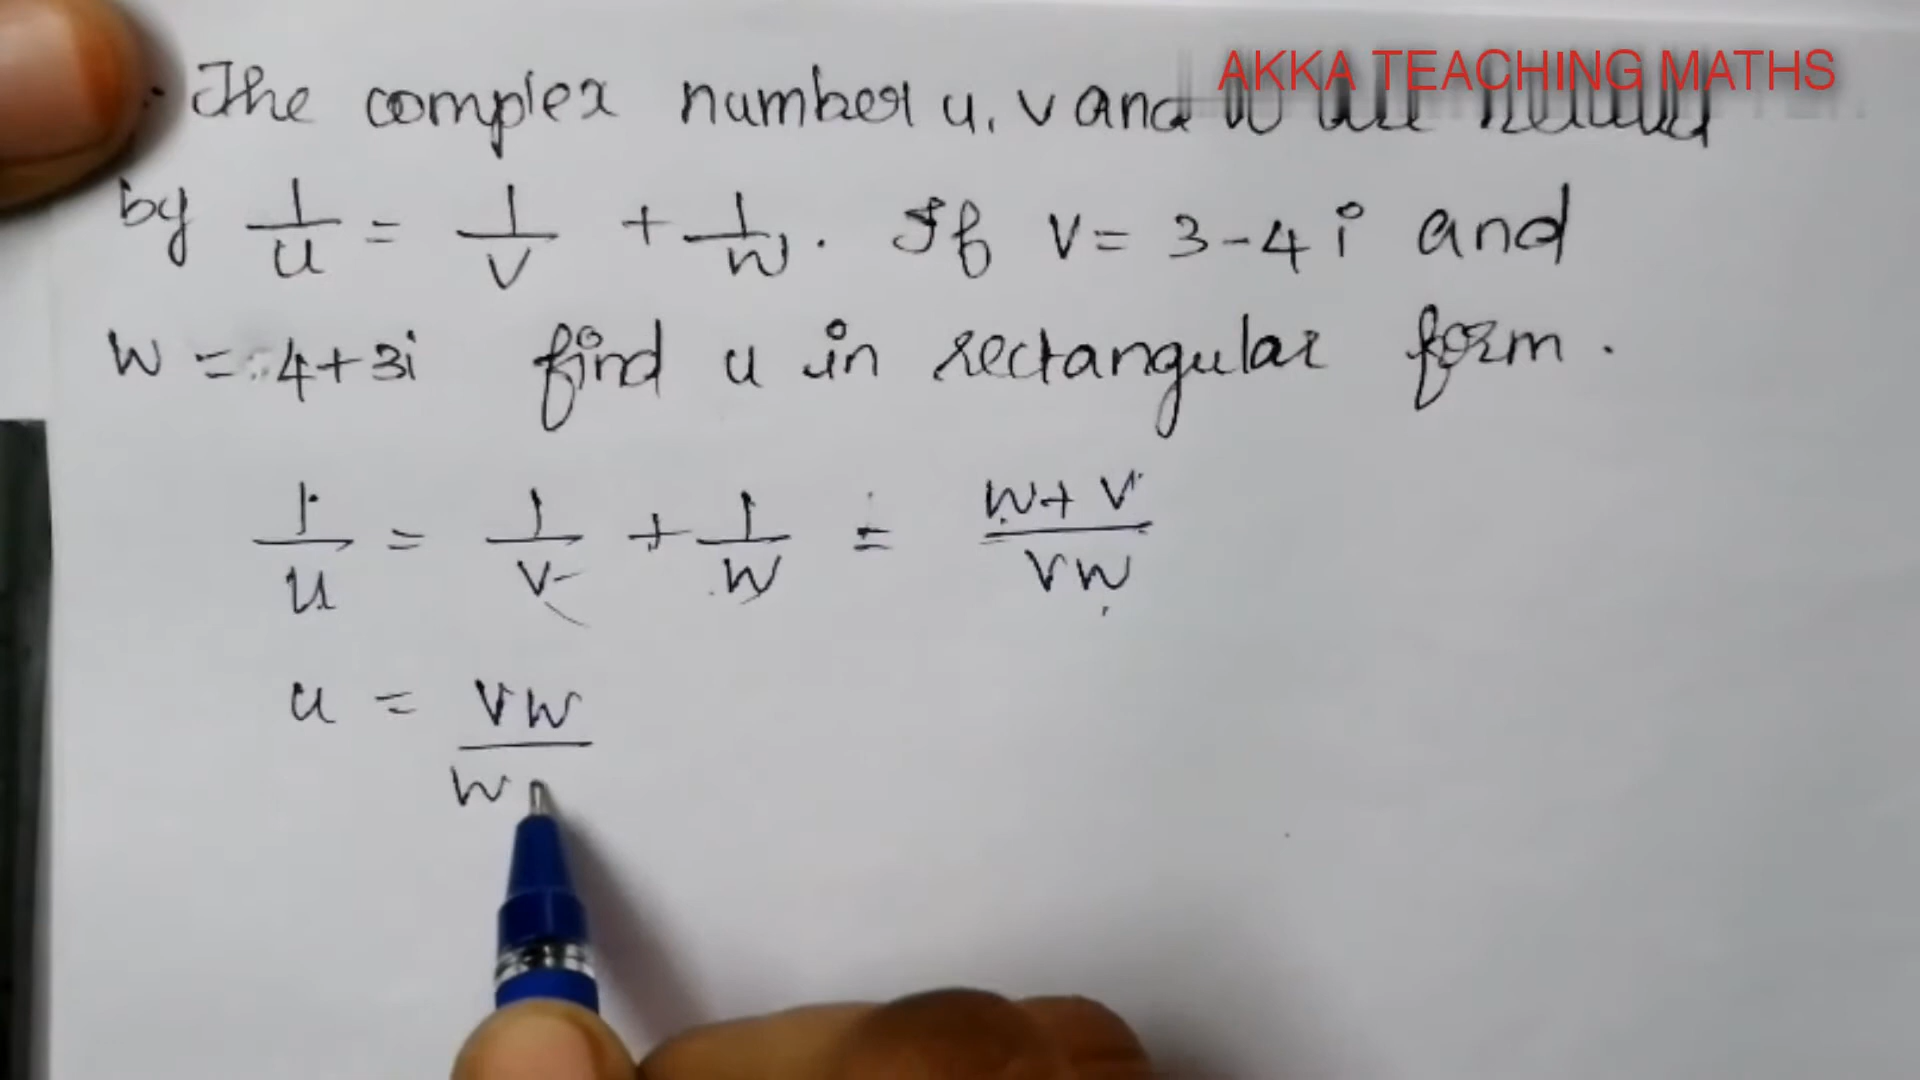 AKKA TEACHING MATHS
The complex number u, v and
by 1/u = 1/v + 1/w . If v = 3-4i and
w = 4+3i find u in rectangular form.
1/u = 1/v + 1/w = w+v/vw
u = vw/w